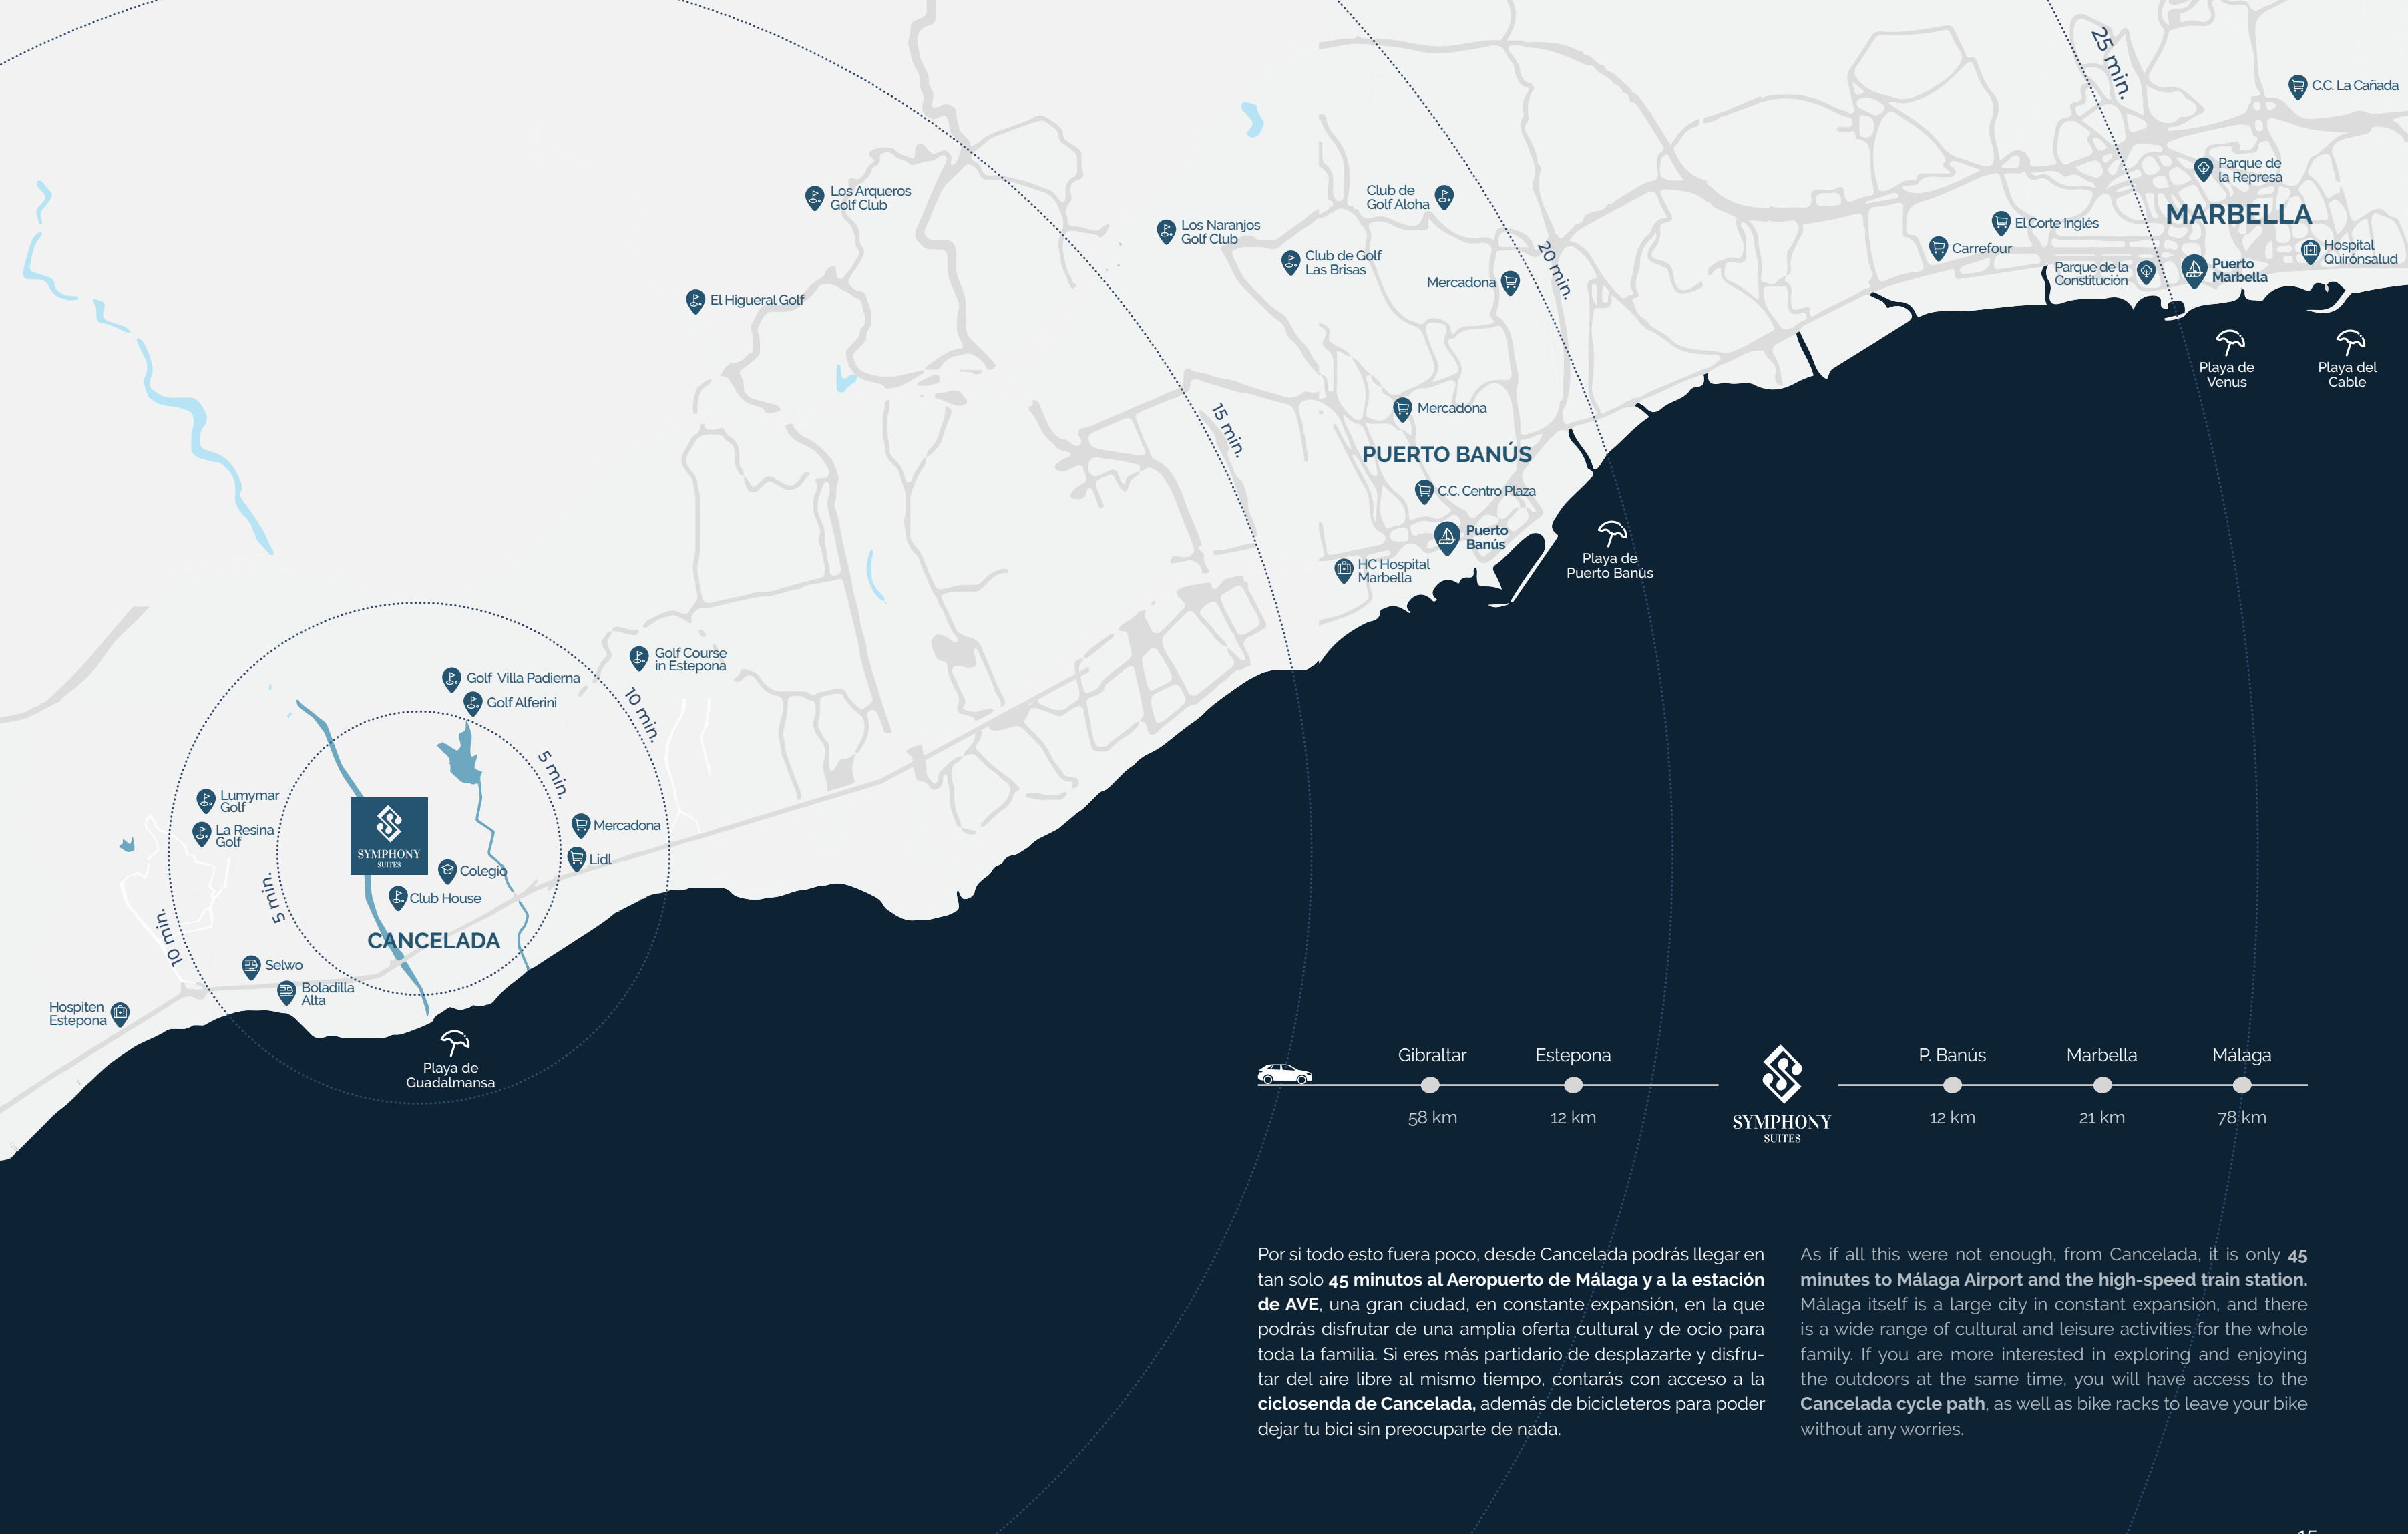 25 min.
C.C. La Cañada
Parque de
la Represa
MARBELLA
El Corte Inglés
Carrefour
Hospital
Quirónsalud
Parque de la
Constitución
Puerto
Marbella
Playa de
Venus
Playa del
Cable
Los Arqueros
Golf Club
Club de
Golf Aloha
Los Naranjos
Golf Club
Club de Golf
Las Brisas
Mercadona
20 min.
El Higueral Golf
15 min.
Mercadona
PUERTO BANÚS
C.C. Centro Plaza
Puerto
Banús
HC Hospital
Marbella
Playa de
Puerto Banús
Golf Course
in Estepona
Golf Villa Padierna
Golf Alferini
10 min.
5 min.
Lumymar
Golf
La Resina
Golf
SYMPHONY
SUITES
Mercadona
Lidl
Colegio
Club House
5 min.
10 min.
CANCELADA
Selwo
Boladilla
Alta
Hospiten
Estepona
Playa de
Guadalmansa
Gibraltar
Estepona
P. Banús
Marbella
Málaga
58 km
12 km
SYMPHONY
SUITES
12 km
21 km
78 km
Por si todo esto fuera poco, desde Cancelada podrás llegar en
tan solo 45 minutos al Aeropuerto de Málaga y a la estación
de AVE, una gran ciudad, en constante expansión, en la que
podrás disfrutar de una amplia oferta cultural y de ocio para
toda la familia. Si eres más partidario de desplazarte y disfru-
tar del aire libre al mismo tiempo, contarás con acceso a la
ciclosenda de Cancelada, además de bicicleteros para poder
dejar tu bici sin preocuparte de nada.
As if all this were not enough, from Cancelada, it is only 45
minutes to Málaga Airport and the high-speed train station.
Málaga itself is a large city in constant expansion, and there
is a wide range of cultural and leisure activities for the whole
family. If you are more interested in exploring and enjoying
the outdoors at the same time, you will have access to the
Cancelada cycle path, as well as bike racks to leave your bike
without any worries.